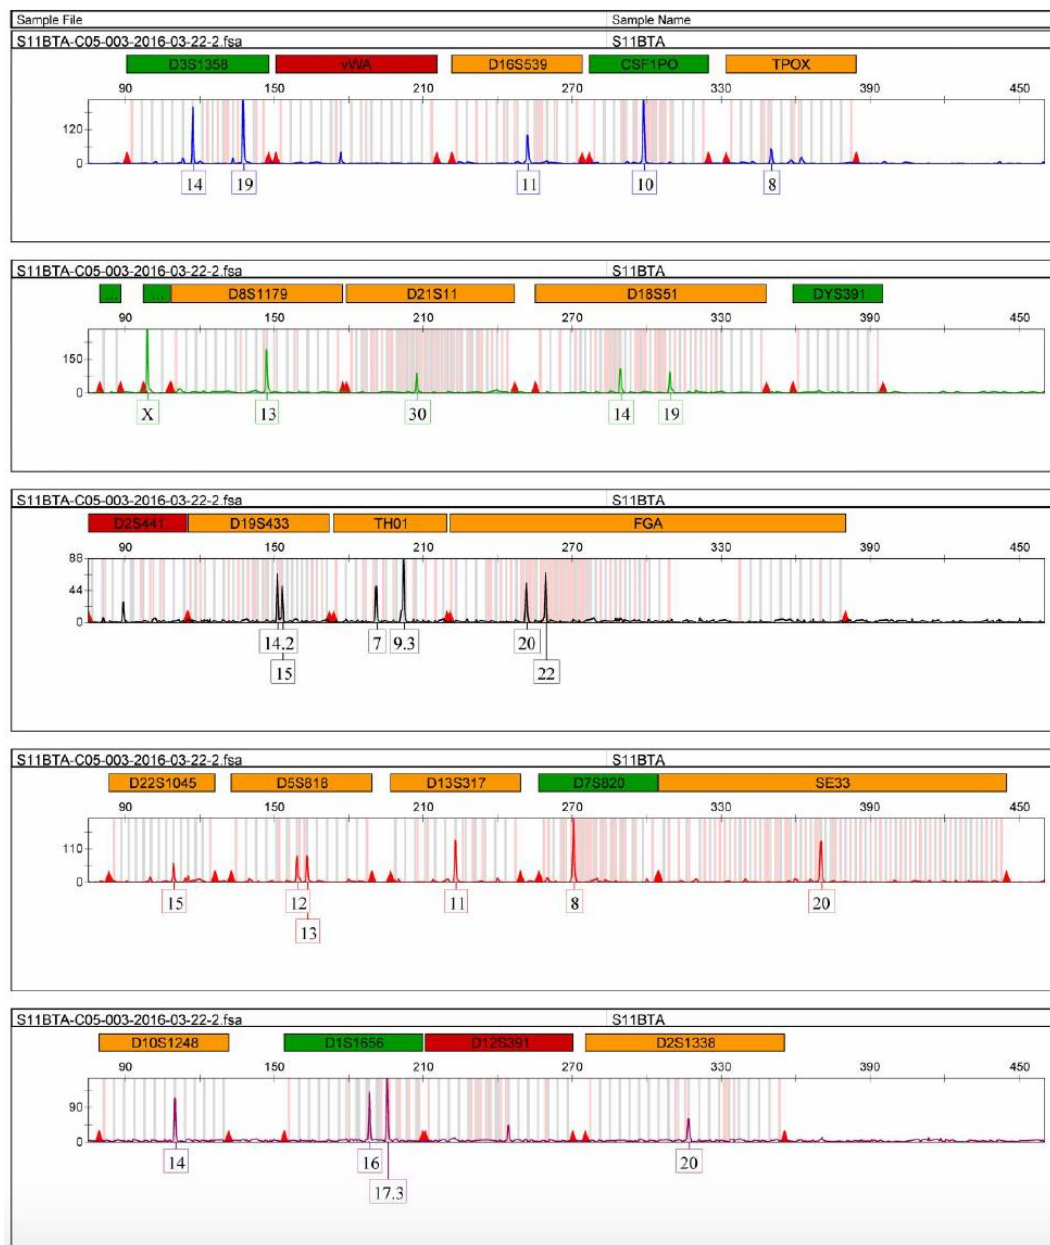 Sample File Sample Name
S11BTA-C05-003-2016-03-22-2.fsa S11BTA
D3S1358 vWA D16S539 CSF1PO TPOX
90 150 210 270 330 390 450
120
0
14 19 11 10 8
S11BTA-C05-003-2016-03-22-2.fsa S11BTA
... ... D8S1179 D21S11 D18S51 DYS391
90 150 210 270 330 390 450
150
0
X 13 30 14 19
S11BTA-C05-003-2016-03-22-2.fsa S11BTA
D2S441 D19S433 TH01 FGA
90 150 210 270 330 390 450
88
44
0
14.2 7 9.3 20
15 22
S11BTA-C05-003-2016-03-22-2.fsa S11BTA
D22S1045 D5S818 D13S317 D7S820 SE33
90 150 210 270 330 390 450
110
0
15 12 11 8 20
13
S11BTA-C05-003-2016-03-22-2.fsa S11BTA
D10S1248 D1S1656 D12S391 D2S1338
90 150 210 270 330 390 450
90
0
14 16 20
17.3